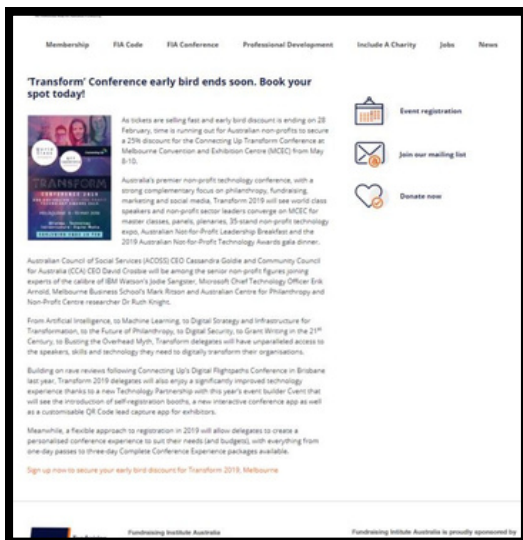 Membership FIA Code FIA Conference Professional Development Include A Charity Jobs News
'Transform' Conference early bird ends soon. Book your
spot today!
As tickets are selling fast and early bird discount is ending on 28
February, time is running out for Australian non-profits to secure
a 25% discount for the Connecting Up Transform Conference at
Melbourne Convention and Exhibition Centre (MCEC) from May
8-10.
TRANSFORM
Australia's premier non-profit technology conference, with a
strong complementary focus on philanthropy, fundraising,
marketing and social media, Transform 2019 will see world class
speakers and non-profit sector leaders converge on MCEC for
master classes, panels, plenaries, 35-stand non-profit technology
expo, Australian Not-for-Profit Leadership Breakfast and the
2019 Australian Not-for-Profit Technology Awards gala dinner.
Event registration
Join our mailing list
Donate now
Australian Council of Social Services (ACOSS) CEO Cassandra Goldie and Community Council
for Australia (CCA) CEO David Crosbie will be among the senior non-profit figures joining
experts of the calibre of IBM Watson's Jodie Sangster, Microsoft Chief Technology Officer Erik
Arnold, Melbourne Business School's Mark Ritson and Australian Centre for Philanthropy and
Non-Profit Centre researcher Dr Ruth Knight.
From Artificial Intelligence, to Machine Learning, to Digital Strategy and Infrastructure for
Transformation, to the Future of Philanthropy, to Digital Security, to Grant Writing in the 21st
Century, to Busting the Overhead Myth, Transform delegates will have unparalleled access to
the speakers, skills and technology they need to digitally transform their organisations.
Building on rave reviews following Connecting Up's Digital Flightpaths Conference in Brisbane
last year, Transform 2019 delegates will also enjoy a significantly improved technology
experience thanks to a new Technology Partnership with this year's event builder Cvent that
will see the introduction of self-registration booths, a new interactive conference app as well
as a customisable QR Code lead capture app for exhibitors.
Meanwhile, a flexible approach to registration in 2019 will allow delegates to create a
personalised conference experience to suit their needs (and budgets), with everything from
one-day passes to three-day Complete Conference Experience packages available.
Sign up now to secure your early bird discount for Transform 2019, Melbourne
Fundraising Institute Australia
Fundraising Intitute Australia is proudly sponsored by